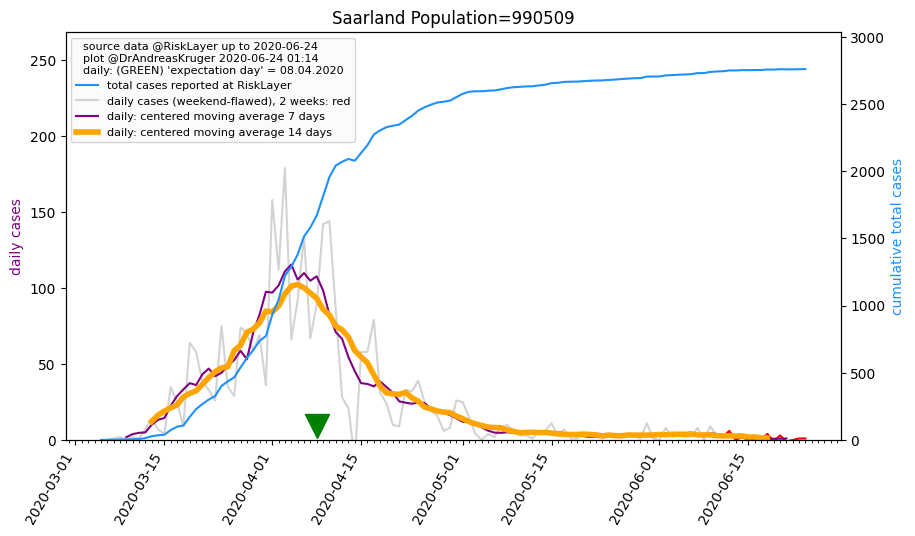 Saarland Population=990509
source data @RiskLayer up to 2020-06-24
plot @DrAndreasKruger 2020-06-24 01:14
daily: (GREEN) 'expectation day' = 08.04.2020
total cases reported at RiskLayer
daily cases (weekend-flawed), 2 weeks: red
daily: centered moving average 7 days
daily: centered moving average 14 days
daily cases
250
200
150
100
50
0
cumulative total cases
3000
2500
2000
1500
1000
500
0
2020-03-01
2020-03-15
2020-04-01
2020-04-15
2020-05-01
2020-05-15
2020-06-01
2020-06-15